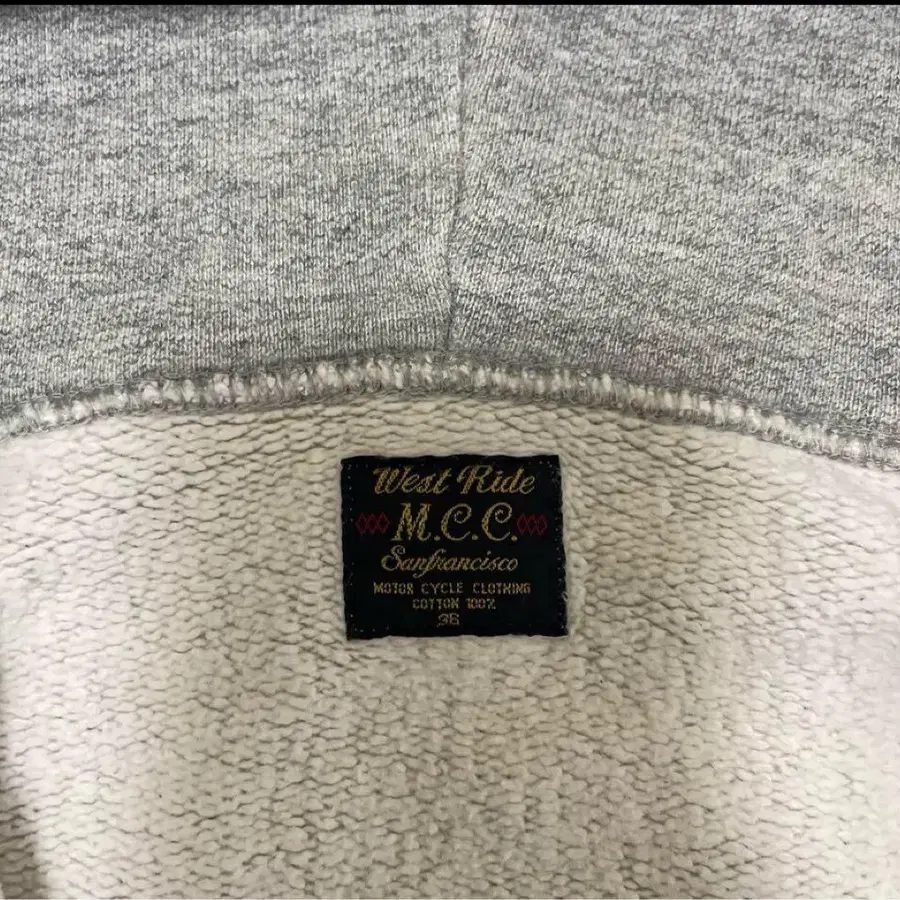 West Ride
M.C.C.
Sanfrancisco
MOTOR CYCLE CLOTHING
COTTON 100%
36